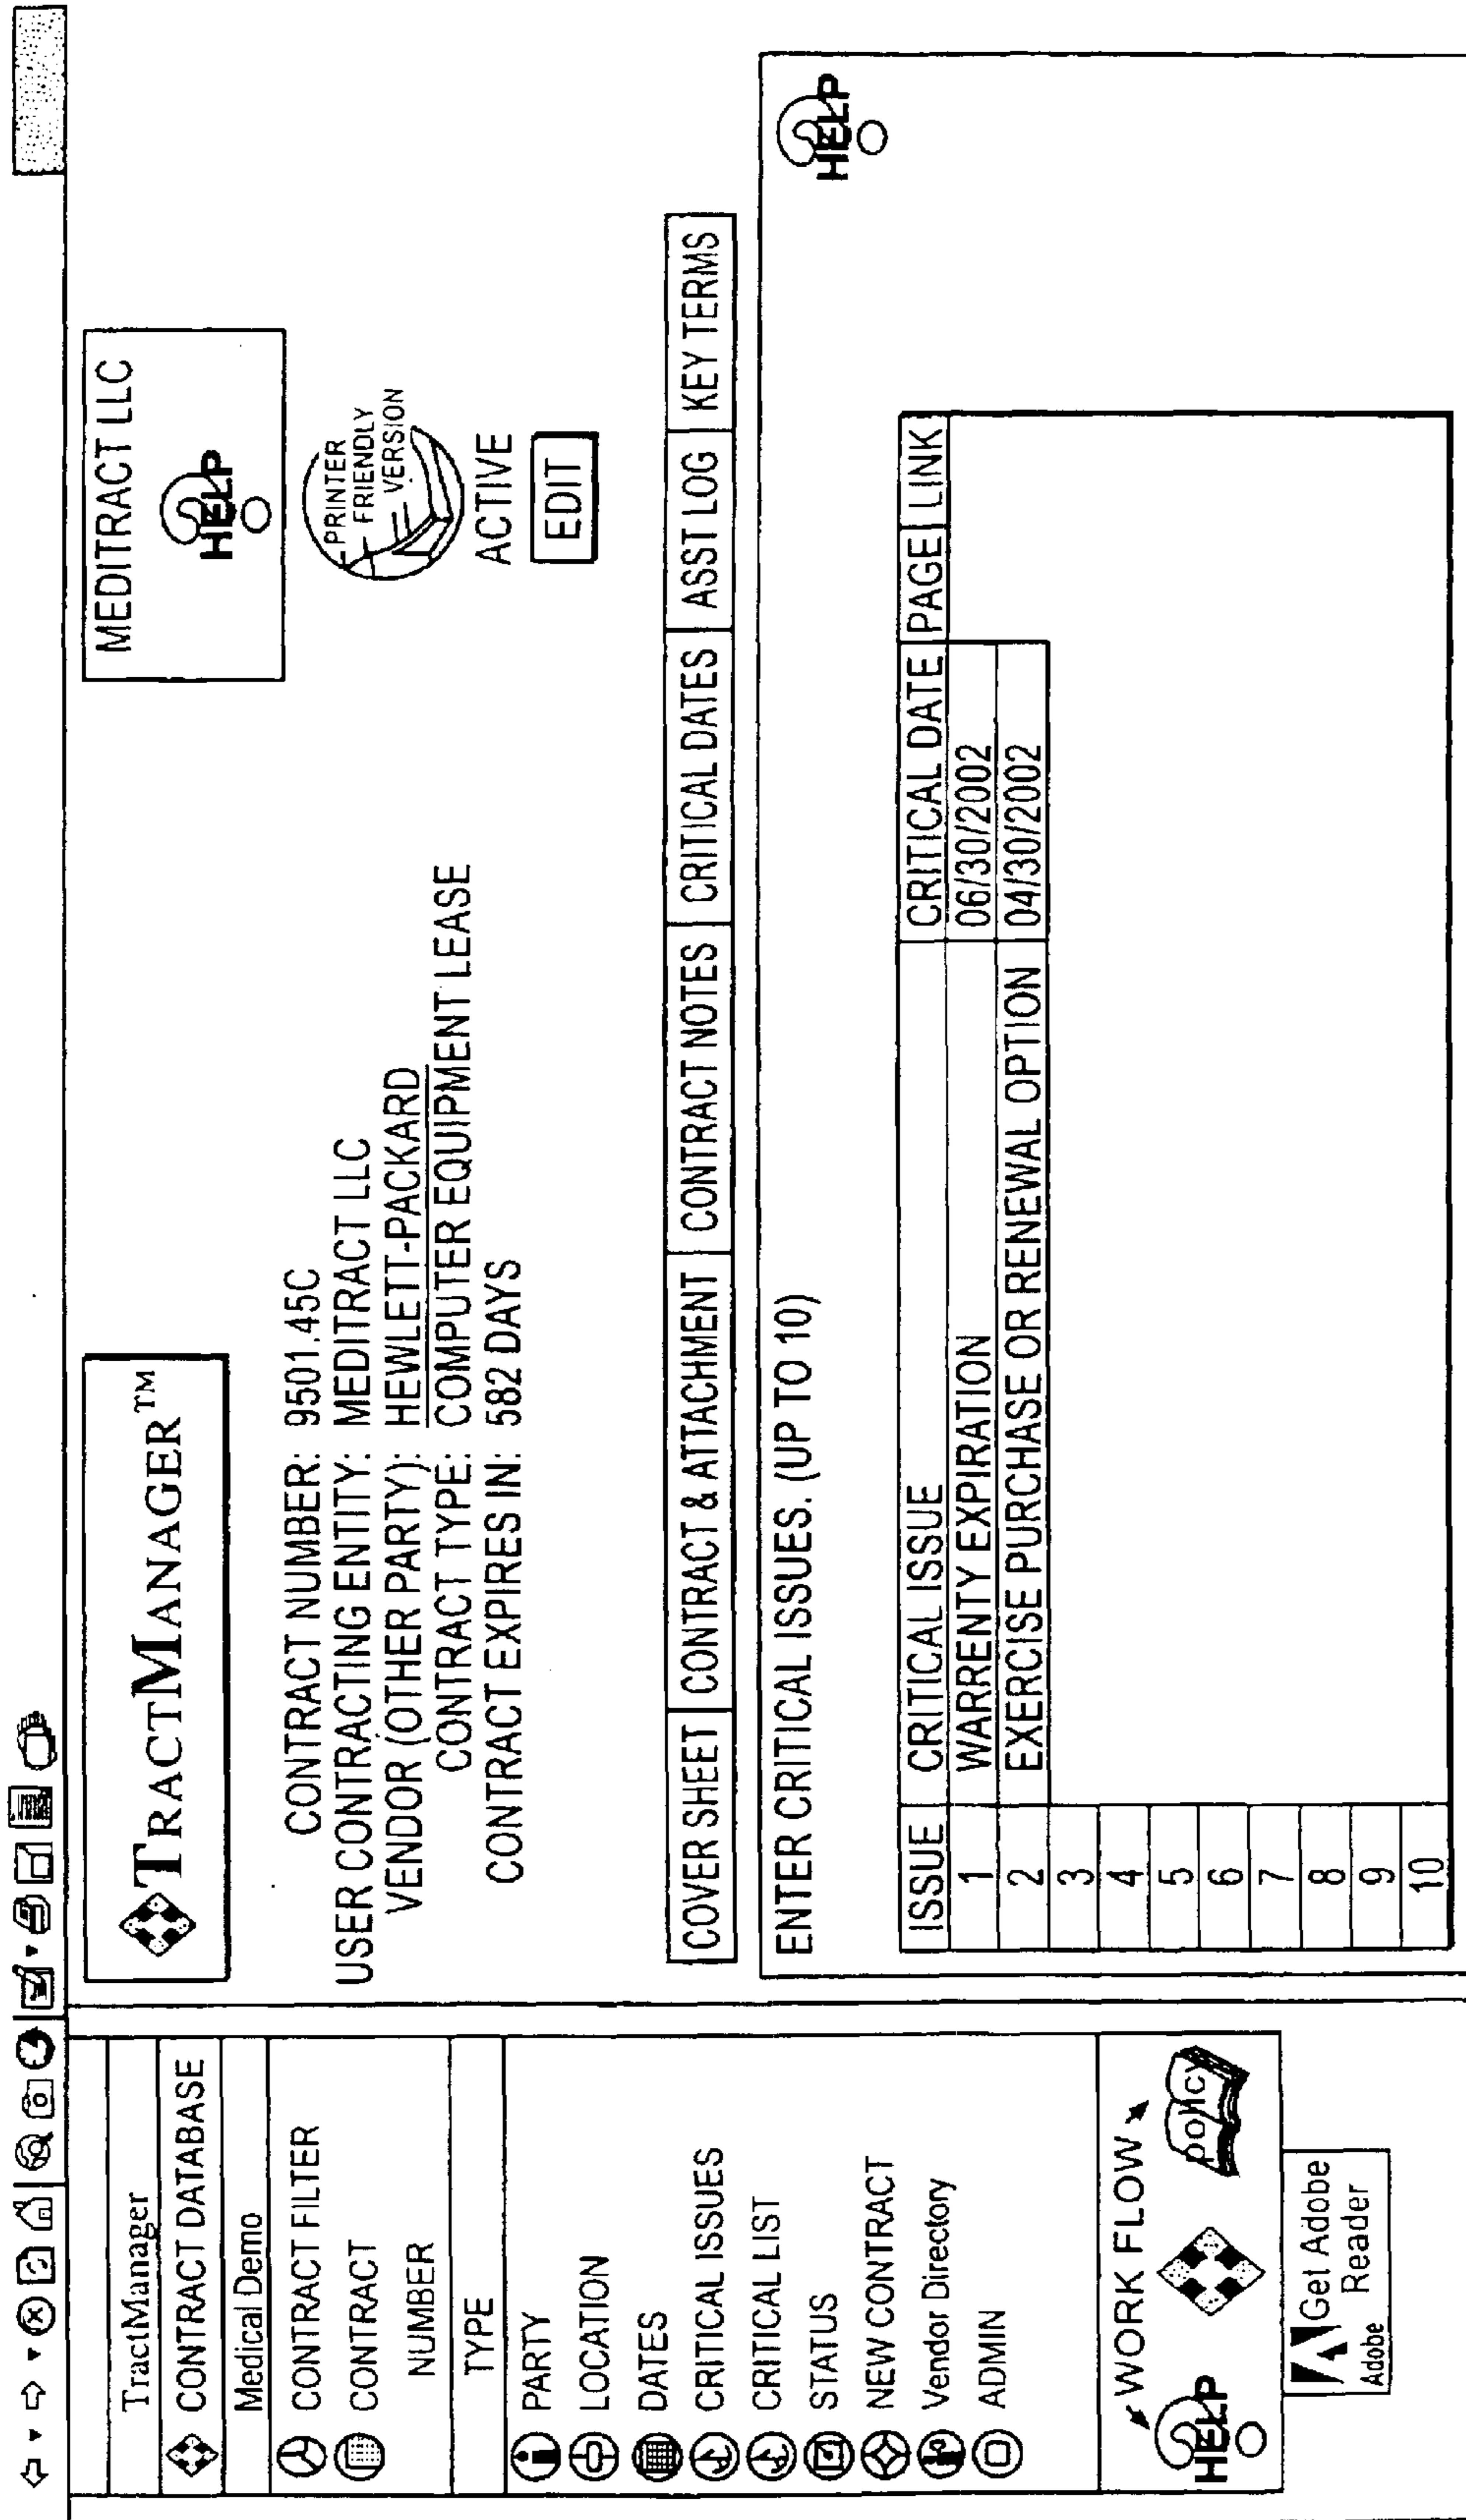 TractManager
CONTRACT DATABASE
Medical Demo
CONTRACT FILTER
CONTRACT
NUMBER
TYPE
PARTY
LOCATION
DATES
CRITICAL ISSUES
CRITICAL LIST
STATUS
NEW CONTRACT
Vendor Directory
ADMIN
WORK FLOW
HELP
policy
Get Adobe
Reader
Adobe
TRACTMANAGER™
MEDITRACT LLC
HELP
CONTRACT NUMBER: 9501.45C
USER CONTRACTING ENTITY: MEDITRACT LLC
VENDOR (OTHER PARTY): HEWLETT-PACKARD
CONTRACT TYPE: COMPUTER EQUIPMENT LEASE
CONTRACT EXPIRES IN: 582 DAYS
PRINTER
FRIENDLY
VERSION
ACTIVE
EDIT
COVER SHEET CONTRACT & ATTACHMENT CONTRACT NOTES CRITICAL DATES ASST LOG KEY TERMS
ENTER CRITICAL ISSUES. (UP TO 10)
HELP
ISSUE CRITICAL ISSUE CRITICAL DATE PAGE LINK
1 WARRENTY EXPIRATION 06/30/2002
2 EXERCISE PURCHASE OR RENEWAL OPTION 04/30/2002
3
4
5
6
7
8
9
10